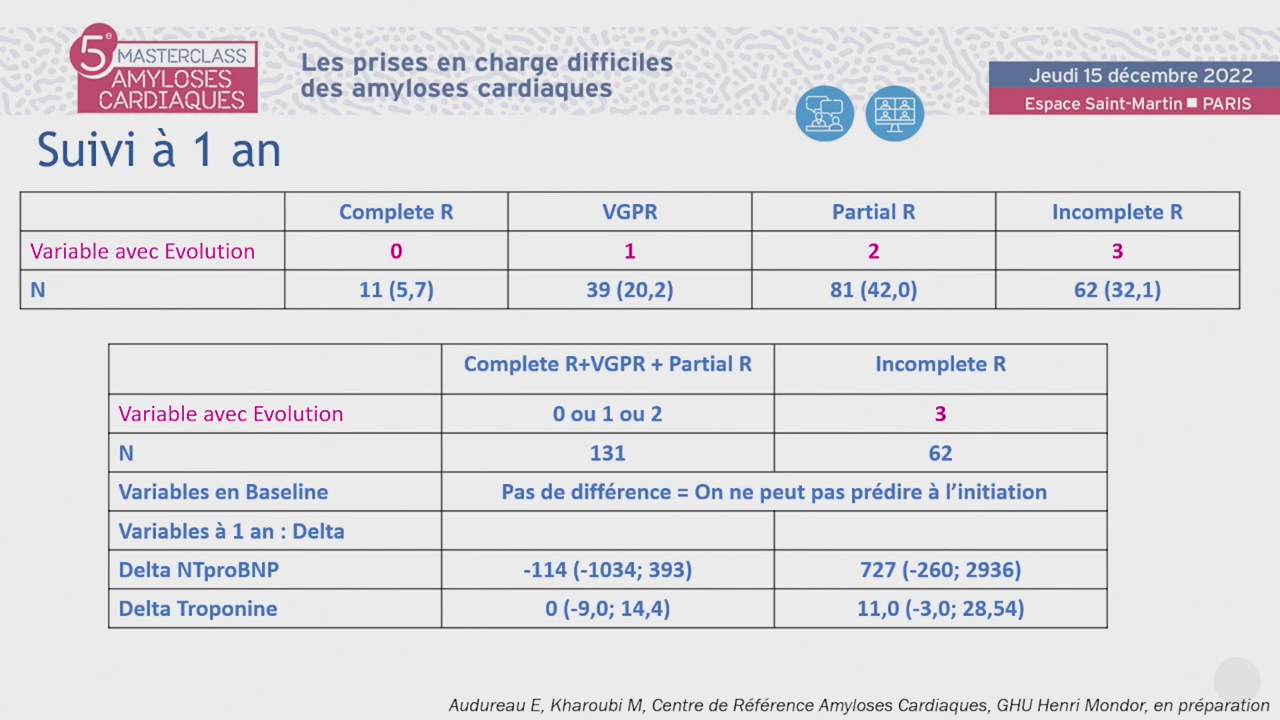 5e MASTERCLASS
AMYLOSES
CARDIAQUES
Les prises en charge difficiles
des amyloses cardiaques
Jeudi 15 décembre 2022
Espace Saint-Martin ■ PARIS
Suivi à 1 an
Complete R VGPR Partial R Incomplete R
Variable avec Evolution 0 1 2 3
N 11 (5,7) 39 (20,2) 81 (42,0) 62 (32,1)
Complete R+VGPR + Partial R Incomplete R
Variable avec Evolution 0 ou 1 ou 2 3
N 131 62
Variables en Baseline Pas de différence = On ne peut pas prédire à l’initiation
Variables à 1 an : Delta
Delta NTproBNP -114 (-1034; 393) 727 (-260; 2936)
Delta Troponine 0 (-9,0; 14,4) 11,0 (-3,0; 28,54)
Audureau E, Kharoubi M, Centre de Référence Amyloses Cardiaques, GHU Henri Mondor, en préparation